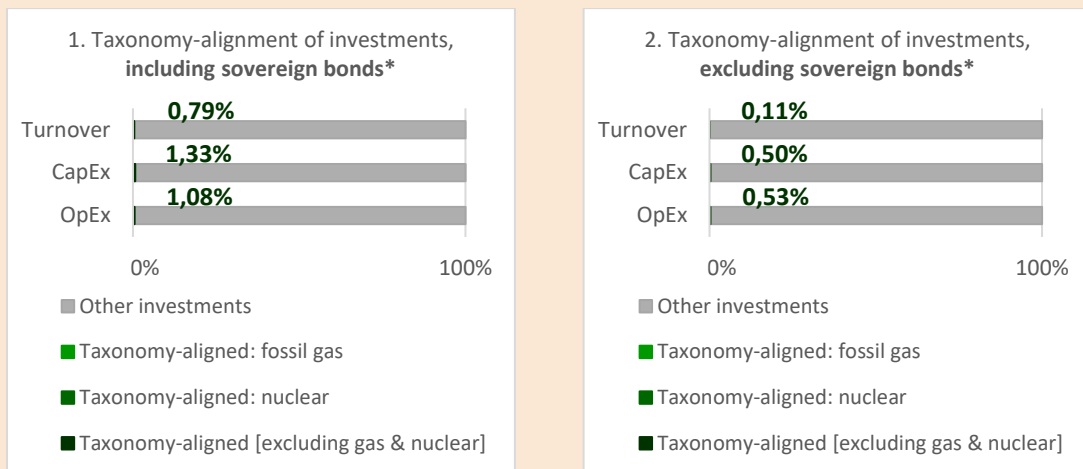 1. Taxonomy-alignment of investments,
including sovereign bonds*
0,79%
Turnover
1,33%
CapEx
1,08%
OpEx
0% 100%
Other investments
Taxonomy-aligned: fossil gas
Taxonomy-aligned: nuclear
Taxonomy-aligned [excluding gas & nuclear]
2. Taxonomy-alignment of investments,
excluding sovereign bonds*
0,11%
Turnover
0,50%
CapEx
0,53%
OpEx
0% 100%
Other investments
Taxonomy-aligned: fossil gas
Taxonomy-aligned: nuclear
Taxonomy-aligned [excluding gas & nuclear]